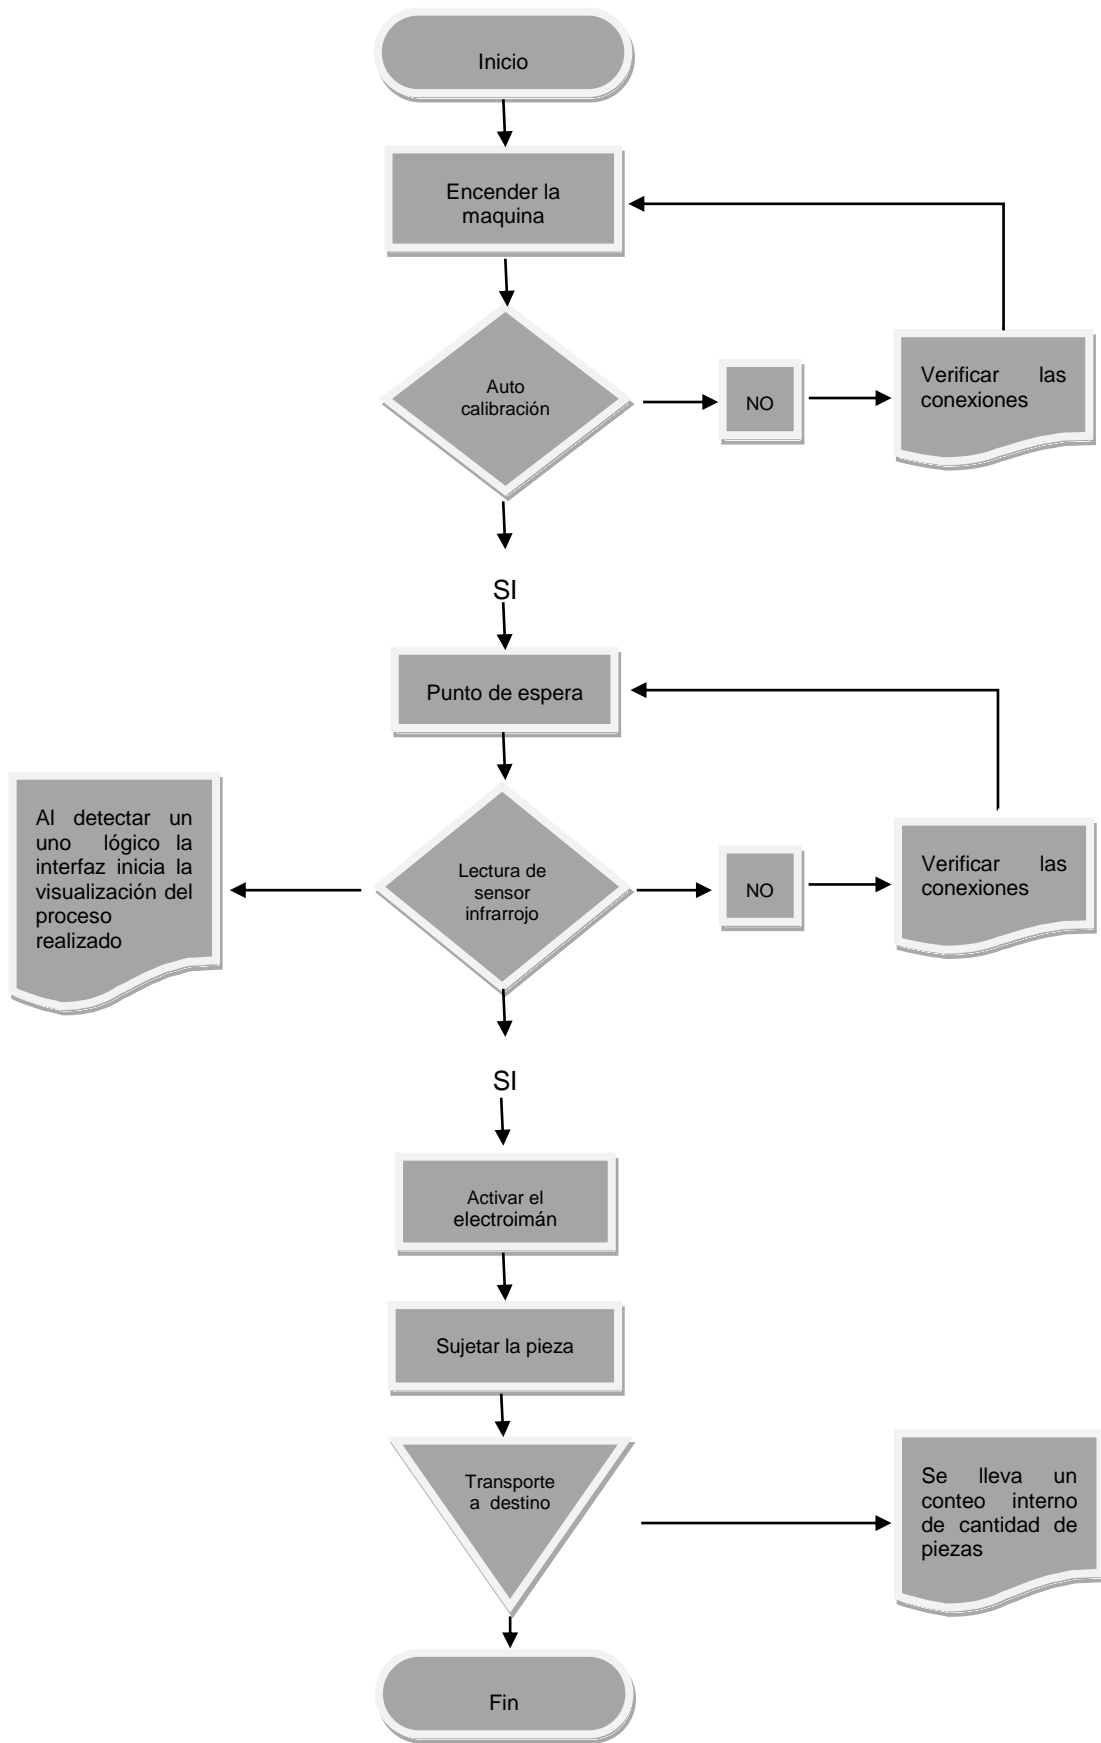 Inicio
Encender la
maquina
Auto
calibración
NO
Verificar las
conexiones
SI
Punto de espera
Al detectar un
uno lógico la
interfaz inicia la
visualización del
proceso
realizado
Lectura de
sensor
infrarrojo
NO
Verificar las
conexiones
SI
Activar el
electroimán
Sujetar la pieza
Transporte
a destino
Se lleva un
conteo interno
de cantidad de
piezas
Fin